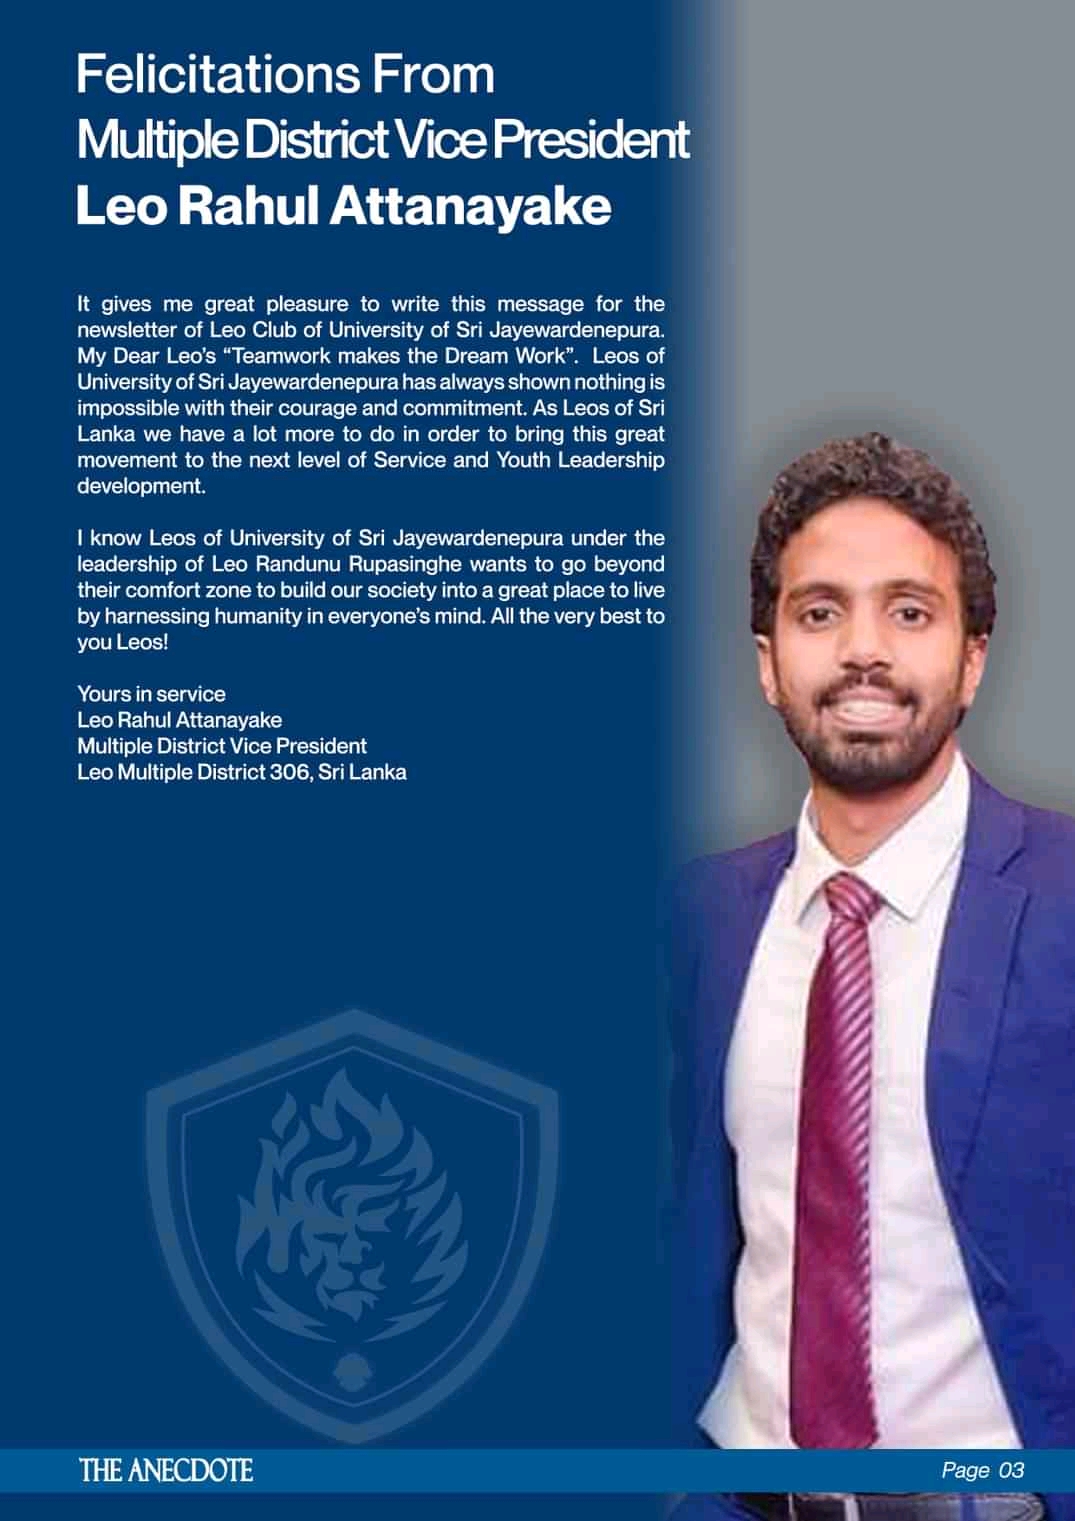 Felicitations From
Multiple District Vice President
Leo Rahul Attanayake
It gives me great pleasure to write this message for the
newsletter of Leo Club of University of Sri Jayewardenepura.
My Dear Leo’s “Teamwork makes the Dream Work”. Leos of
University of Sri Jayewardenepura has always shown nothing is
impossible with their courage and commitment. As Leos of Sri
Lanka we have a lot more to do in order to bring this great
movement to the next level of Service and Youth Leadership
development.
I know Leos of University of Sri Jayewardenepura under the
leadership of Leo Randunu Rupasinghe wants to go beyond
their comfort zone to build our society into a great place to live
by harnessing humanity in everyone’s mind. All the very best to
you Leos!
Yours in service
Leo Rahul Attanayake
Multiple District Vice President
Leo Multiple District 306, Sri Lanka
THE ANECDOTE
Page 03